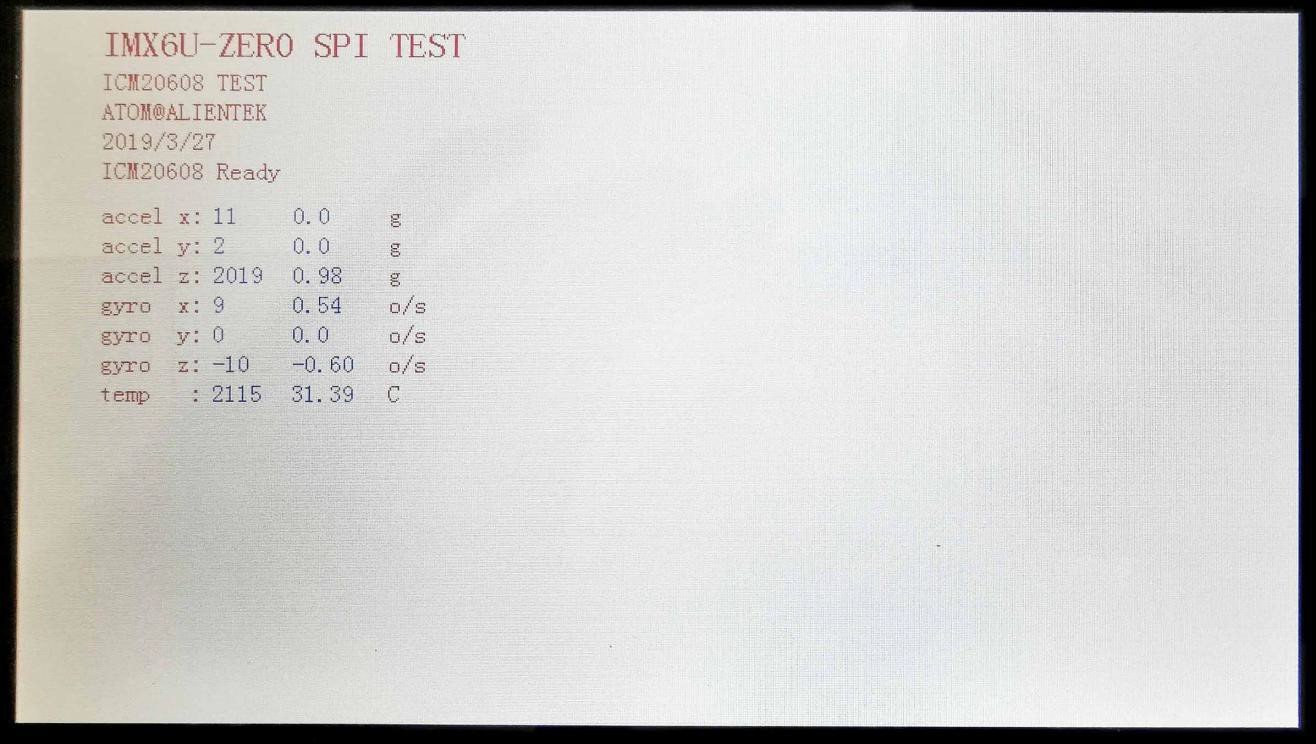 IMX6U-ZERO SPI TEST
ICM20608 TEST
ATOM@ALIENTEK
2019/3/27
ICM20608 Ready
accel x: 11 0.0 g
accel y: 2 0.0 g
accel z: 2019 0.98 g
gyro x: 9 0.54 o/s
gyro y: 0 0.0 o/s
gyro z: -10 -0.60 o/s
temp : 2115 31.39 C